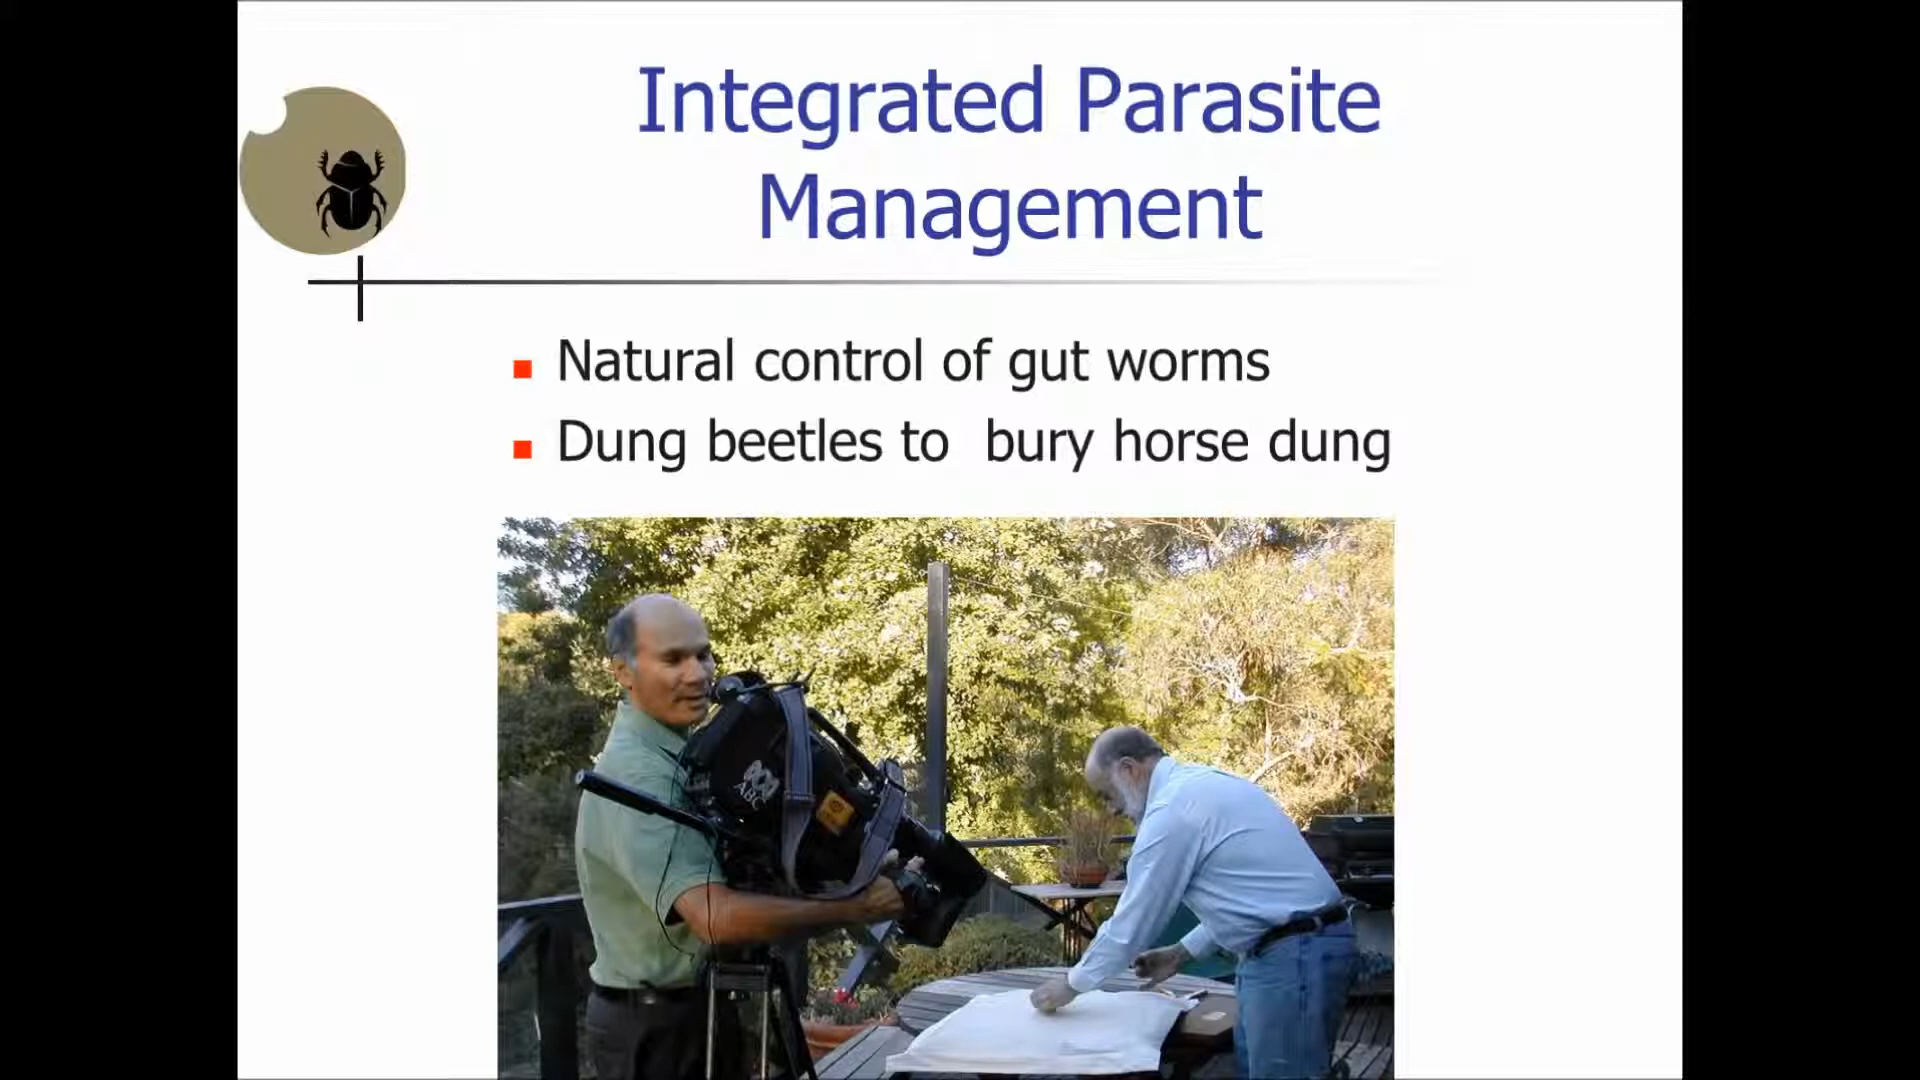 Integrated Parasite
Management
Natural control of gut worms
Dung beetles to  bury horse dung
ABC